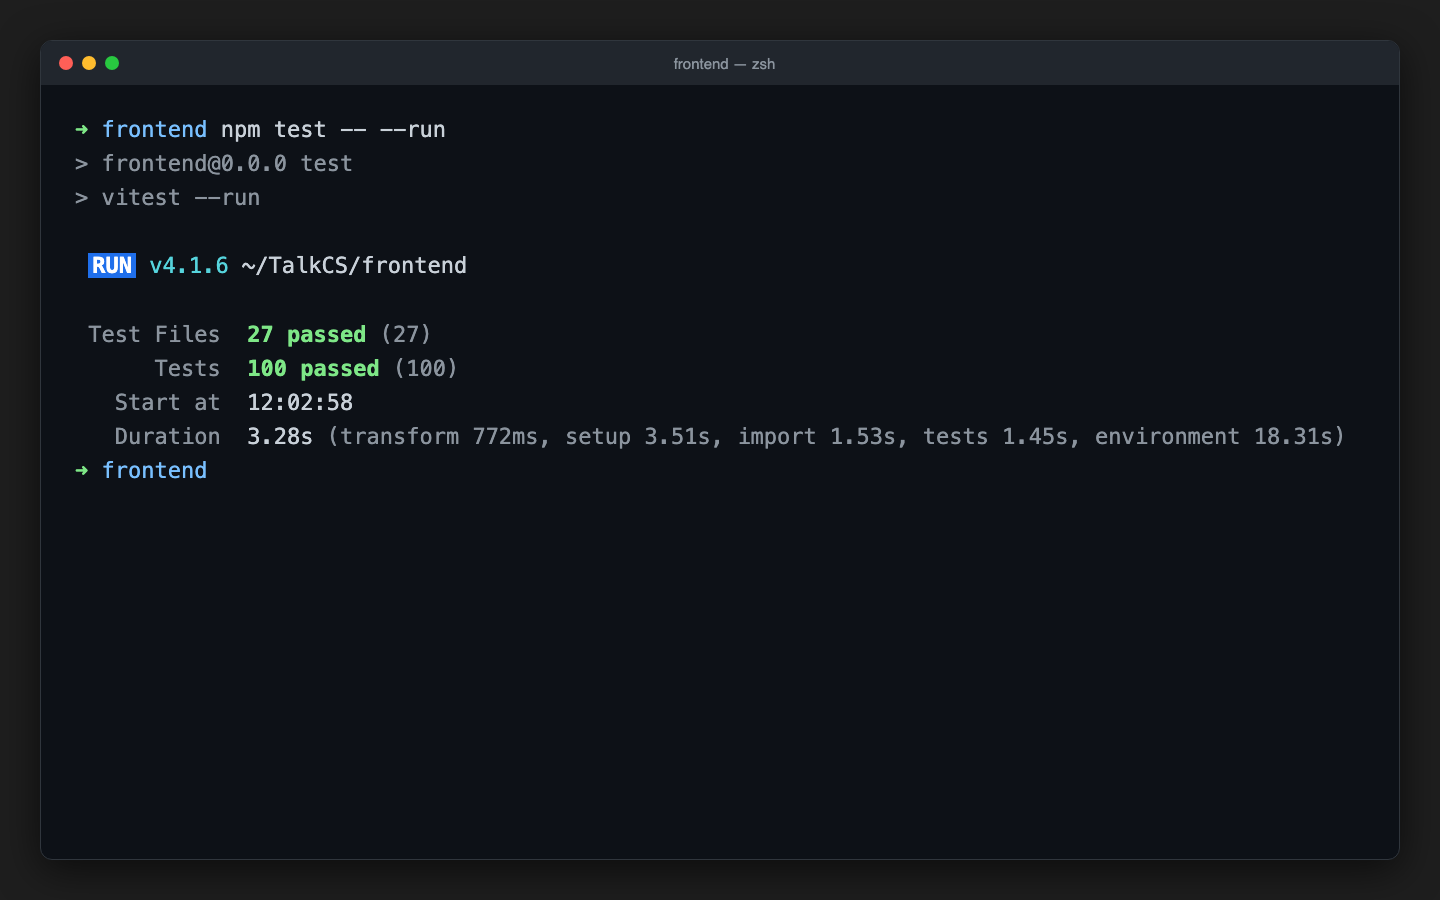 frontend — zsh
➜ frontend npm test -- --run
> frontend@0.0.0 test
> vitest --run
RUN v4.1.6 ~/TalkCS/frontend
Test Files 27 passed (27)
Tests 100 passed (100)
Start at 12:02:58
Duration 3.28s (transform 772ms, setup 3.51s, import 1.53s, tests 1.45s, environment 18.31s)
➜ frontend